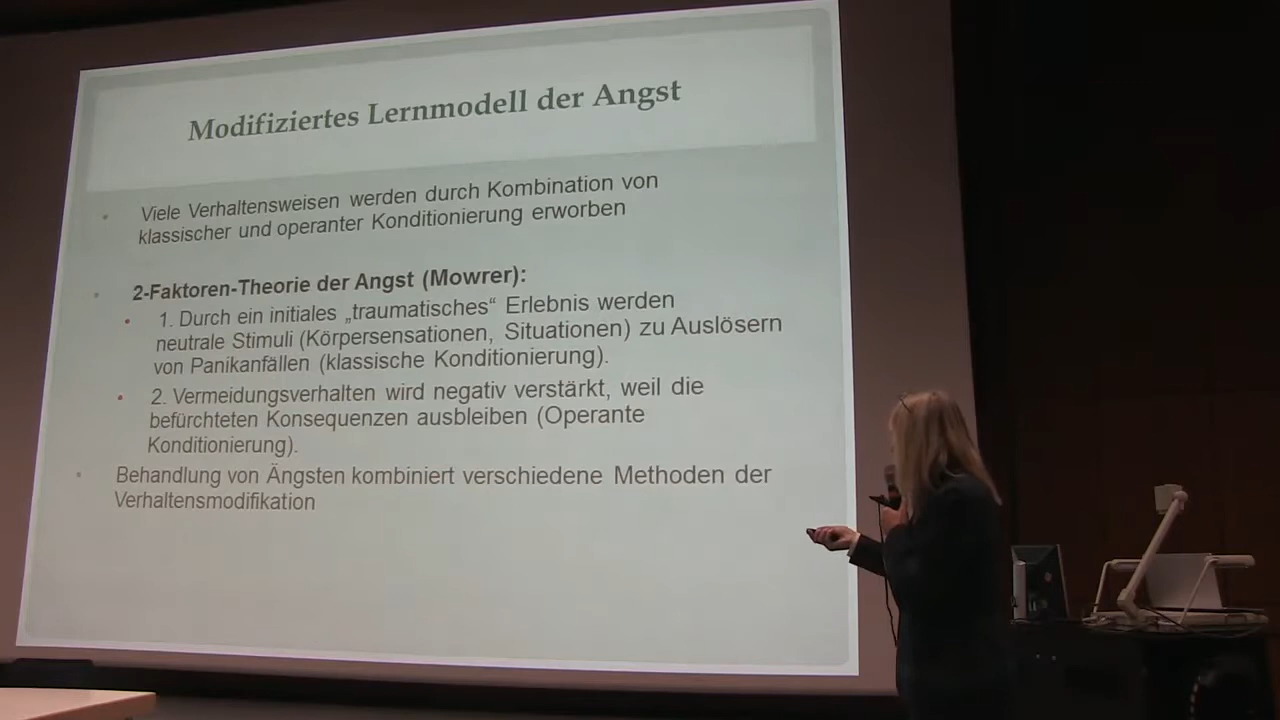 Modifiziertes Lernmodell der Angst
Viele Verhaltensweisen werden durch Kombination von
klassischer und operanter Konditionierung erworben
2-Faktoren-Theorie der Angst (Mowrer):
1. Durch ein initiales „traumatisches“ Erlebnis werden
neutrale Stimuli (Körpersensationen, Situationen) zu Auslösern
von Panikanfällen (klassische Konditionierung).
2. Vermeidungsverhalten wird negativ verstärkt, weil die
befürchteten Konsequenzen ausbleiben (Operante
Konditionierung).
Behandlung von Ängsten kombiniert verschiedene Methoden der
Verhaltensmodifikation